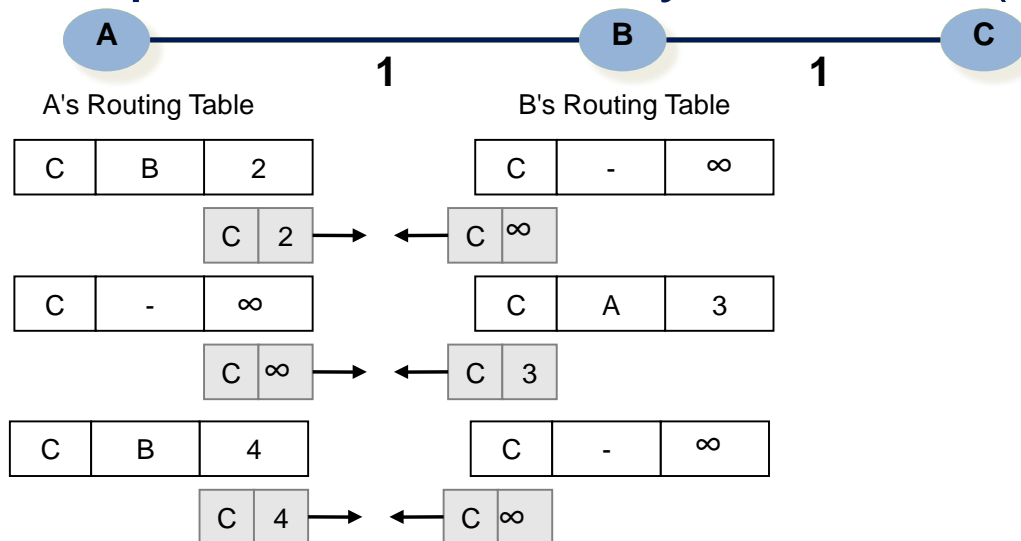 A B C
1 1
A's Routing Table B's Routing Table
C B 2 C - ∞
C 2 C ∞
C - ∞ C A 3
C ∞ C 3
C B 4 C - ∞
C 4 C ∞